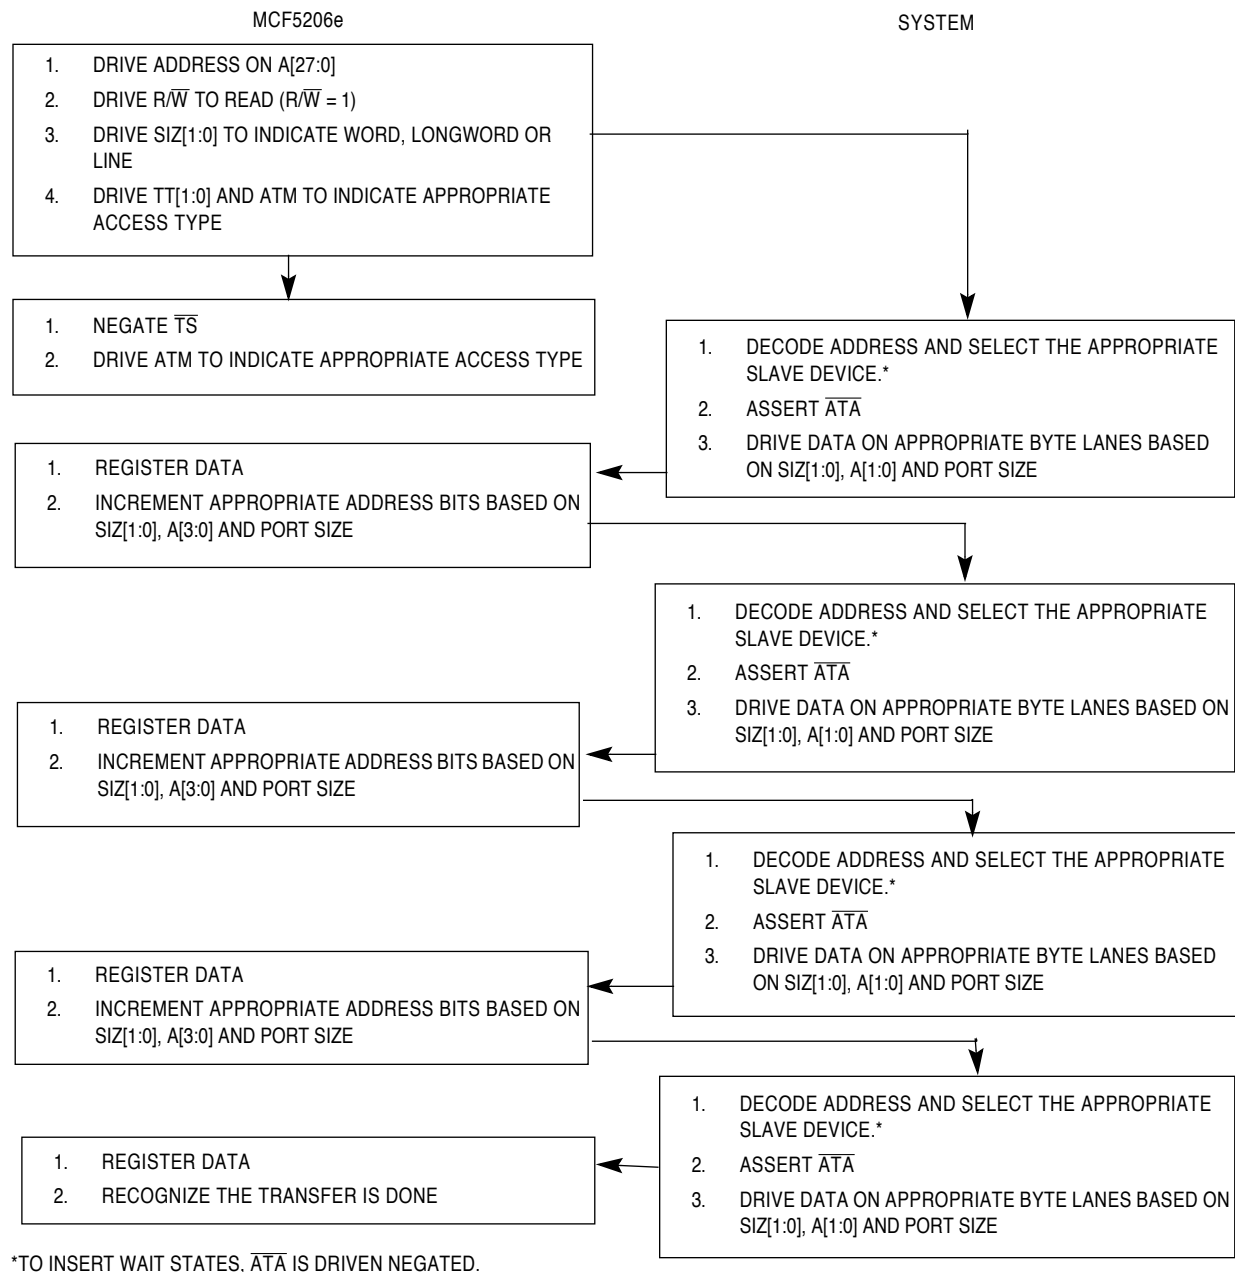 MCF5206e
SYSTEM
1. DRIVE ADDRESS ON A[27:0]
2. DRIVE R/W̅ TO READ (R/W̅ = 1)
3. DRIVE SIZ[1:0] TO INDICATE WORD, LONGWORD OR
LINE
4. DRIVE TT[1:0] AND ATM TO INDICATE APPROPRIATE
ACCESS TYPE
1. NEGATE T̅S̅
2. DRIVE ATM TO INDICATE APPROPRIATE ACCESS TYPE
1. DECODE ADDRESS AND SELECT THE APPROPRIATE
SLAVE DEVICE.*
2. ASSERT A̅T̅A̅
3. DRIVE DATA ON APPROPRIATE BYTE LANES BASED
ON SIZ[1:0], A[1:0] AND PORT SIZE
1. REGISTER DATA
2. INCREMENT APPROPRIATE ADDRESS BITS BASED ON
SIZ[1:0], A[3:0] AND PORT SIZE
1. DECODE ADDRESS AND SELECT THE APPROPRIATE
SLAVE DEVICE.*
2. ASSERT A̅T̅A̅
3. DRIVE DATA ON APPROPRIATE BYTE LANES BASED ON
SIZ[1:0], A[1:0] AND PORT SIZE
1. REGISTER DATA
2. INCREMENT APPROPRIATE ADDRESS BITS BASED ON
SIZ[1:0], A[3:0] AND PORT SIZE
1. DECODE ADDRESS AND SELECT THE APPROPRIATE
SLAVE DEVICE.*
2. ASSERT A̅T̅A̅
3. DRIVE DATA ON APPROPRIATE BYTE LANES BASED
ON SIZ[1:0], A[1:0] AND PORT SIZE
1. REGISTER DATA
2. INCREMENT APPROPRIATE ADDRESS BITS BASED ON
SIZ[1:0], A[3:0] AND PORT SIZE
1. DECODE ADDRESS AND SELECT THE APPROPRIATE
SLAVE DEVICE.*
2. ASSERT A̅T̅A̅
3. DRIVE DATA ON APPROPRIATE BYTE LANES BASED ON
SIZ[1:0], A[1:0] AND PORT SIZE
1. REGISTER DATA
2. RECOGNIZE THE TRANSFER IS DONE
*TO INSERT WAIT STATES, A̅T̅A̅ IS DRIVEN NEGATED.